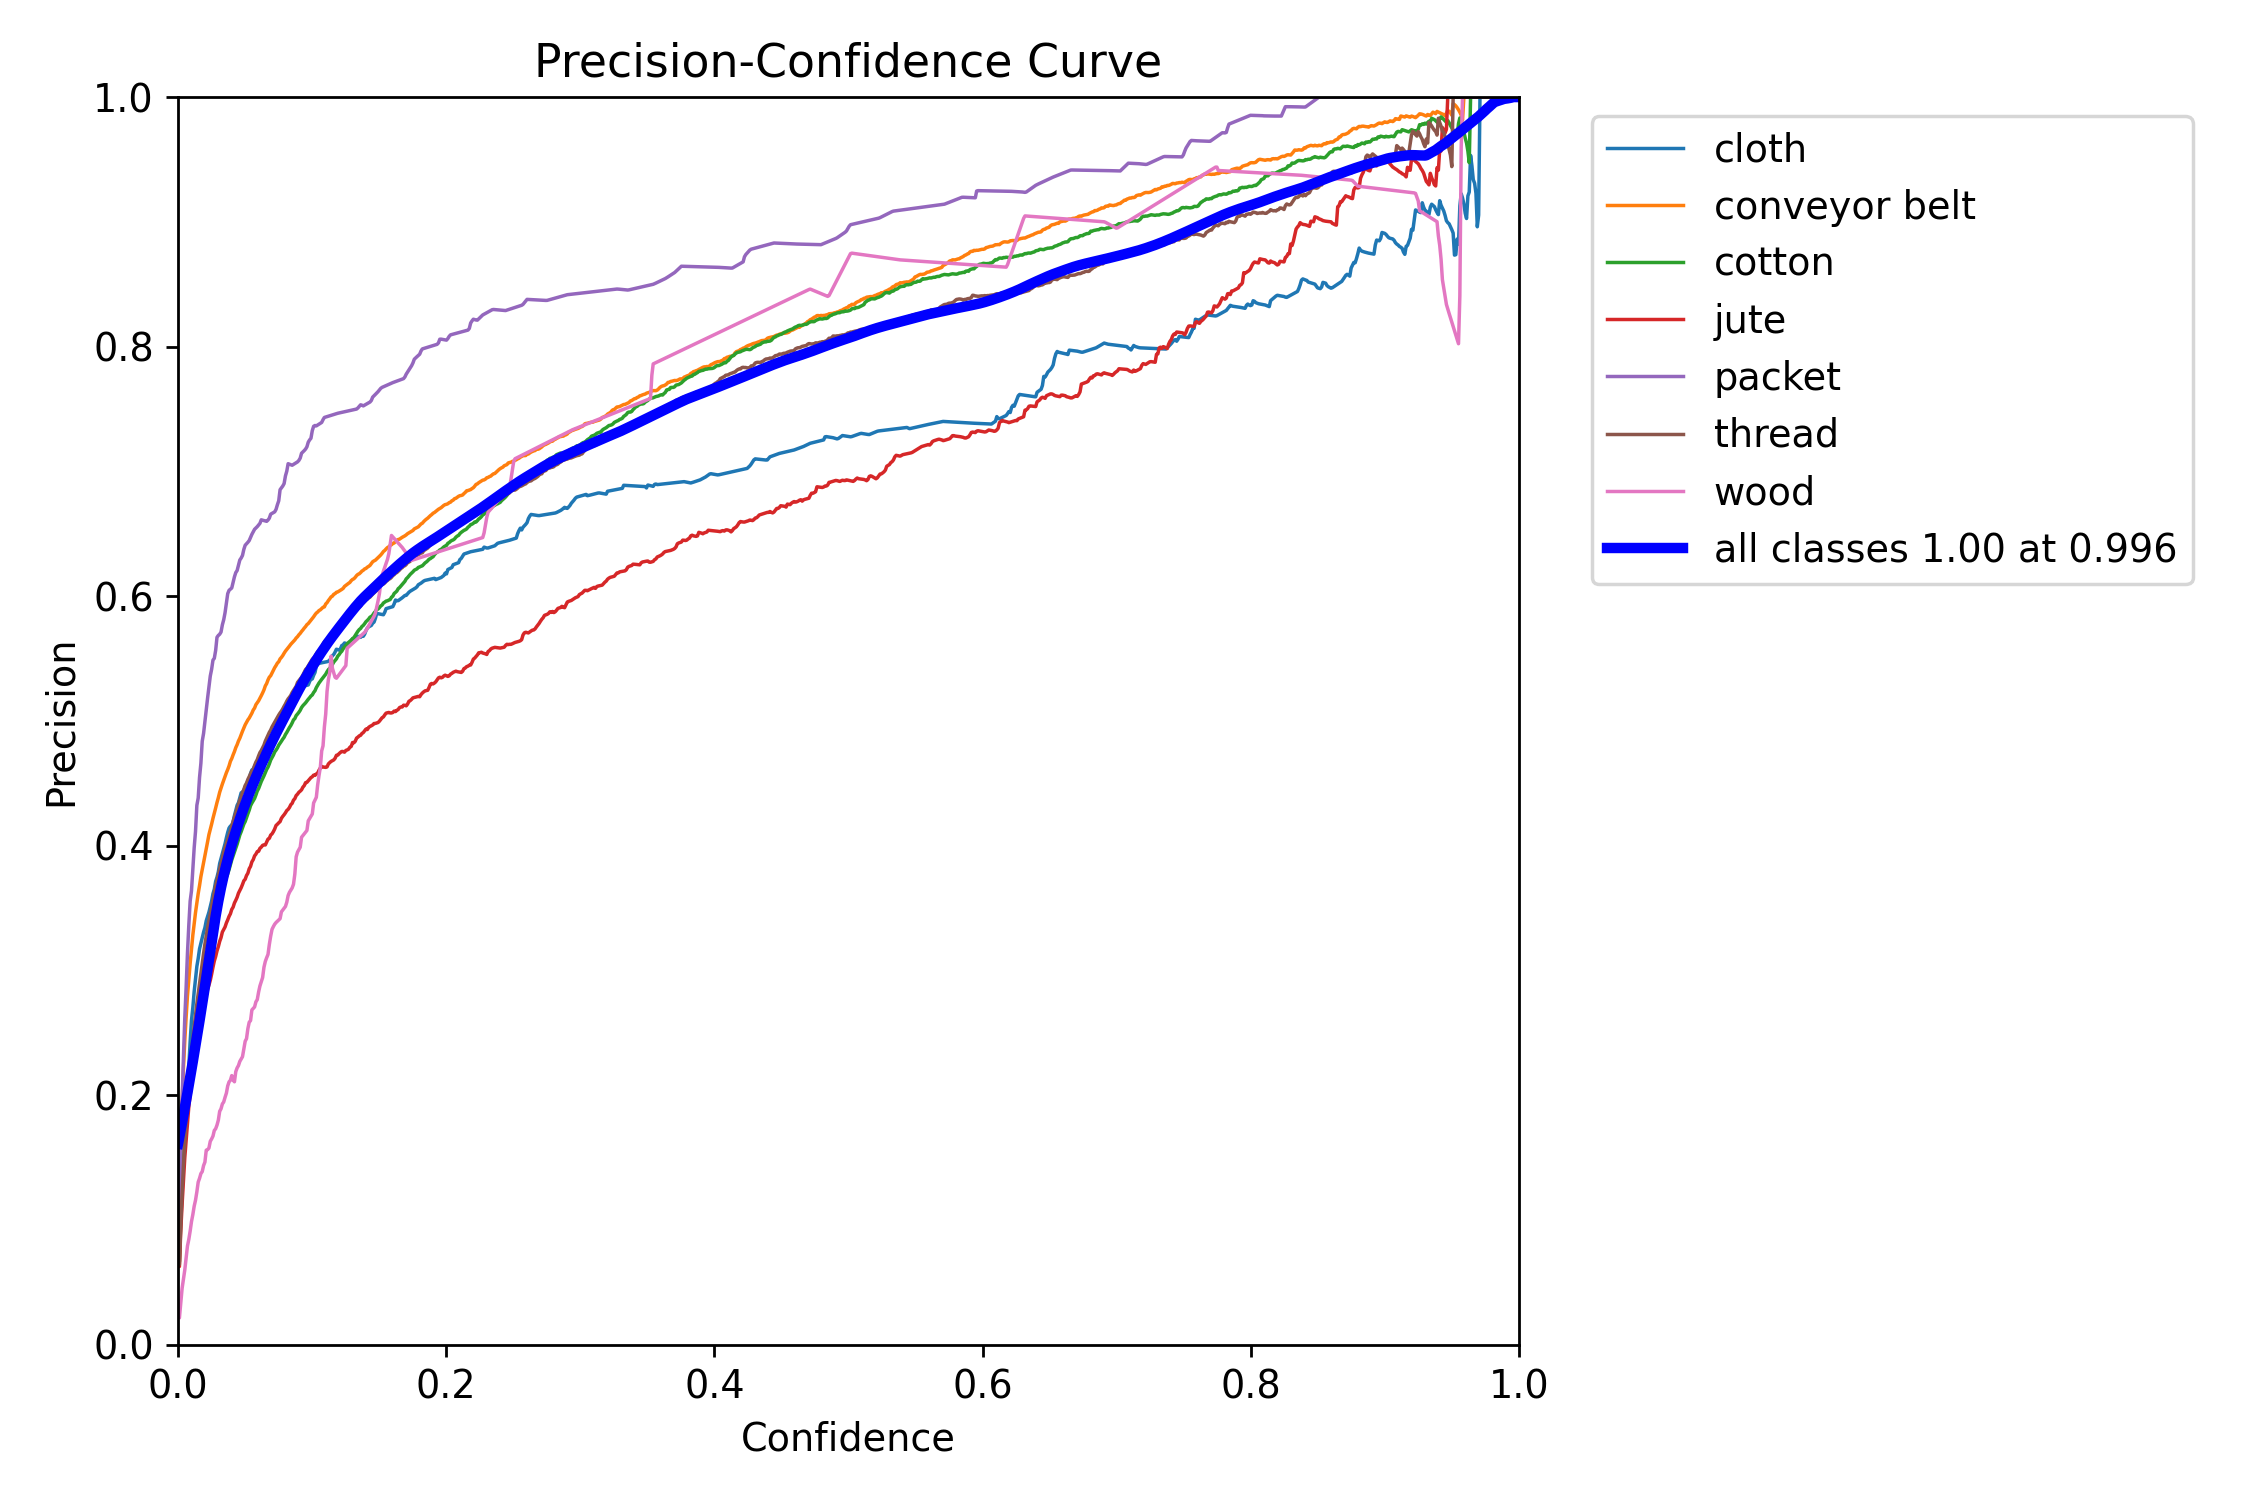 Precision-Confidence Curve
1.0
0.8
0.6
0.4
0.2
0.0
Precision
0.0 0.2 0.4 0.6 0.8 1.0
Confidence
cloth
conveyor belt
cotton
jute
packet
thread
wood
all classes 1.00 at 0.996